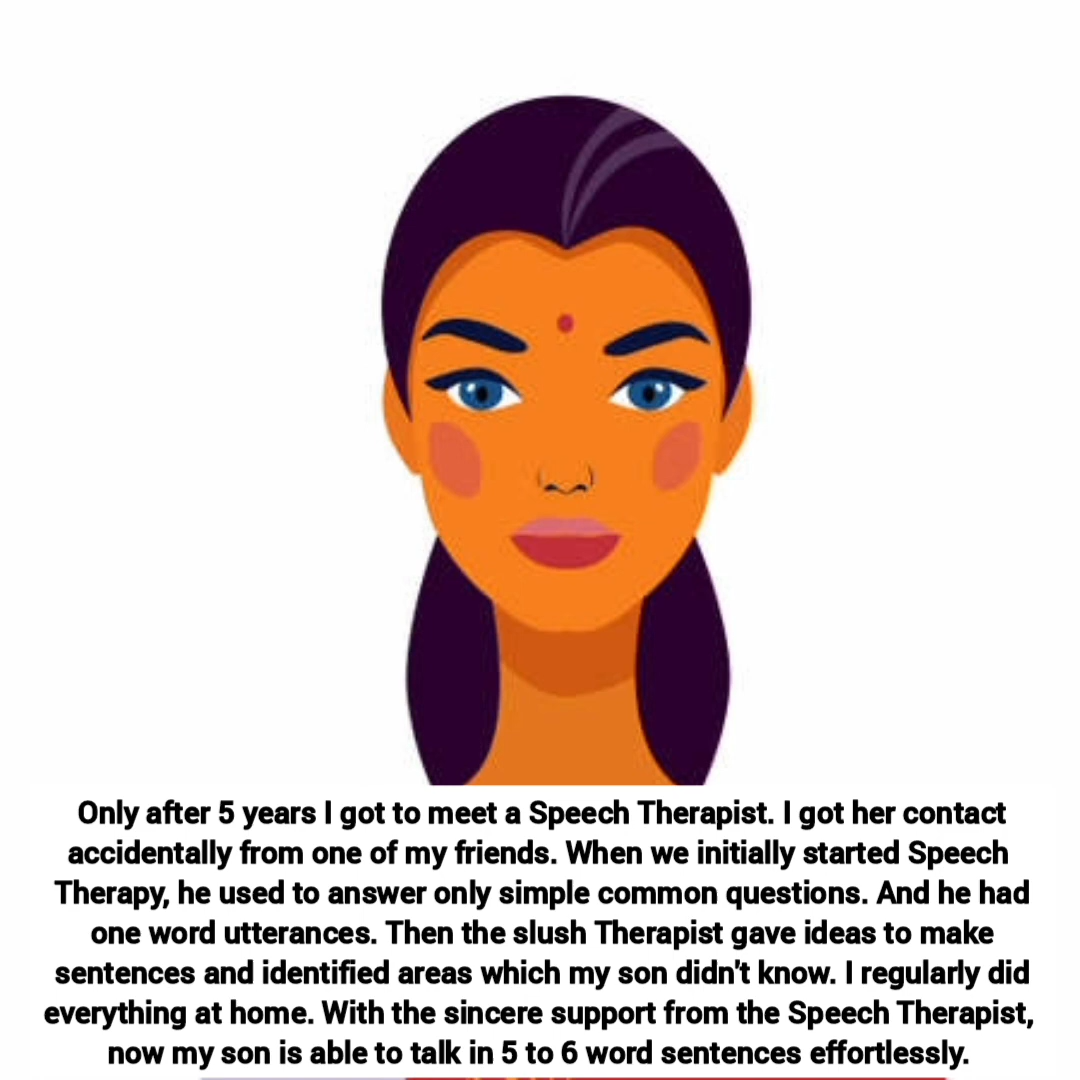 Only after 5 years I got to meet a Speech Therapist. I got her contact
accidentally from one of my friends. When we initially started Speech
Therapy, he used to answer only simple common questions. And he had
one word utterances. Then the slush Therapist gave ideas to make
sentences and identified areas which my son didn't know. I regularly did
everything at home. With the sincere support from the Speech Therapist,
now my son is able to talk in 5 to 6 word sentences effortlessly.